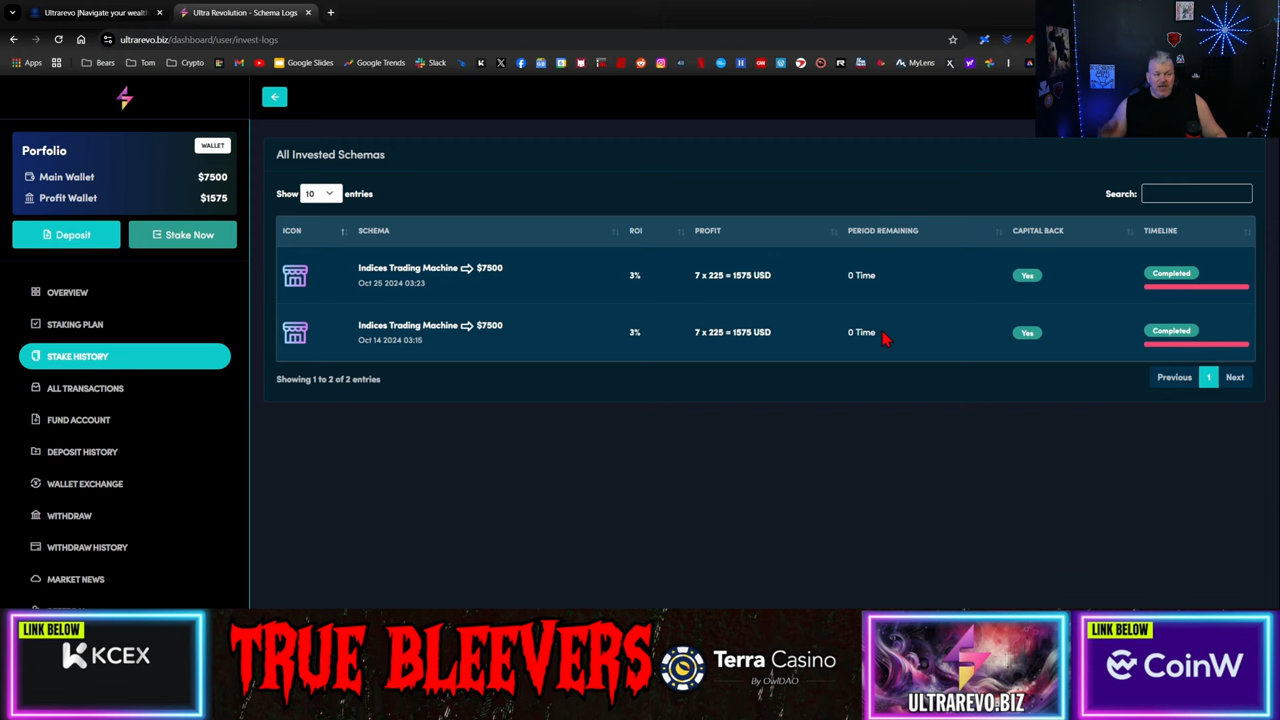 Ultrarevo |Navigate your wealt
Ultra Revolution - Schema Logs
ultrarevo.biz/dashboard/user/invest-logs
Apps
Bears
Tom
Crypto
Google Slides
Google Trends
Slack
MyLens
Porfolio
WALLET
Main Wallet $7500
Profit Wallet $1575
Deposit
Stake Now
OVERVIEW
STAKING PLAN
STAKE HISTORY
ALL TRANSACTIONS
FUND ACCOUNT
DEPOSIT HISTORY
WALLET EXCHANGE
WITHDRAW
WITHDRAW HISTORY
MARKET NEWS
All Invested Schemas
Show 10 entries
Search:
ICON SCHEMA ROI PROFIT PERIOD REMAINING CAPITAL BACK TIMELINE
Indices Trading Machine ⇨ $7500
Oct 25 2024 03:23
3% 7 x 225 = 1575 USD 0 Time Yes Completed
Indices Trading Machine ⇨ $7500
Oct 14 2024 03:15
3% 7 x 225 = 1575 USD 0 Time Yes Completed
Showing 1 to 2 of 2 entries
Previous 1 Next
LINK BELOW
KCEX
TRUE BLEEVERS
Terra Casino
By OwlDAO
ULTRAREVO.BIZ
LINK BELOW
CoinW